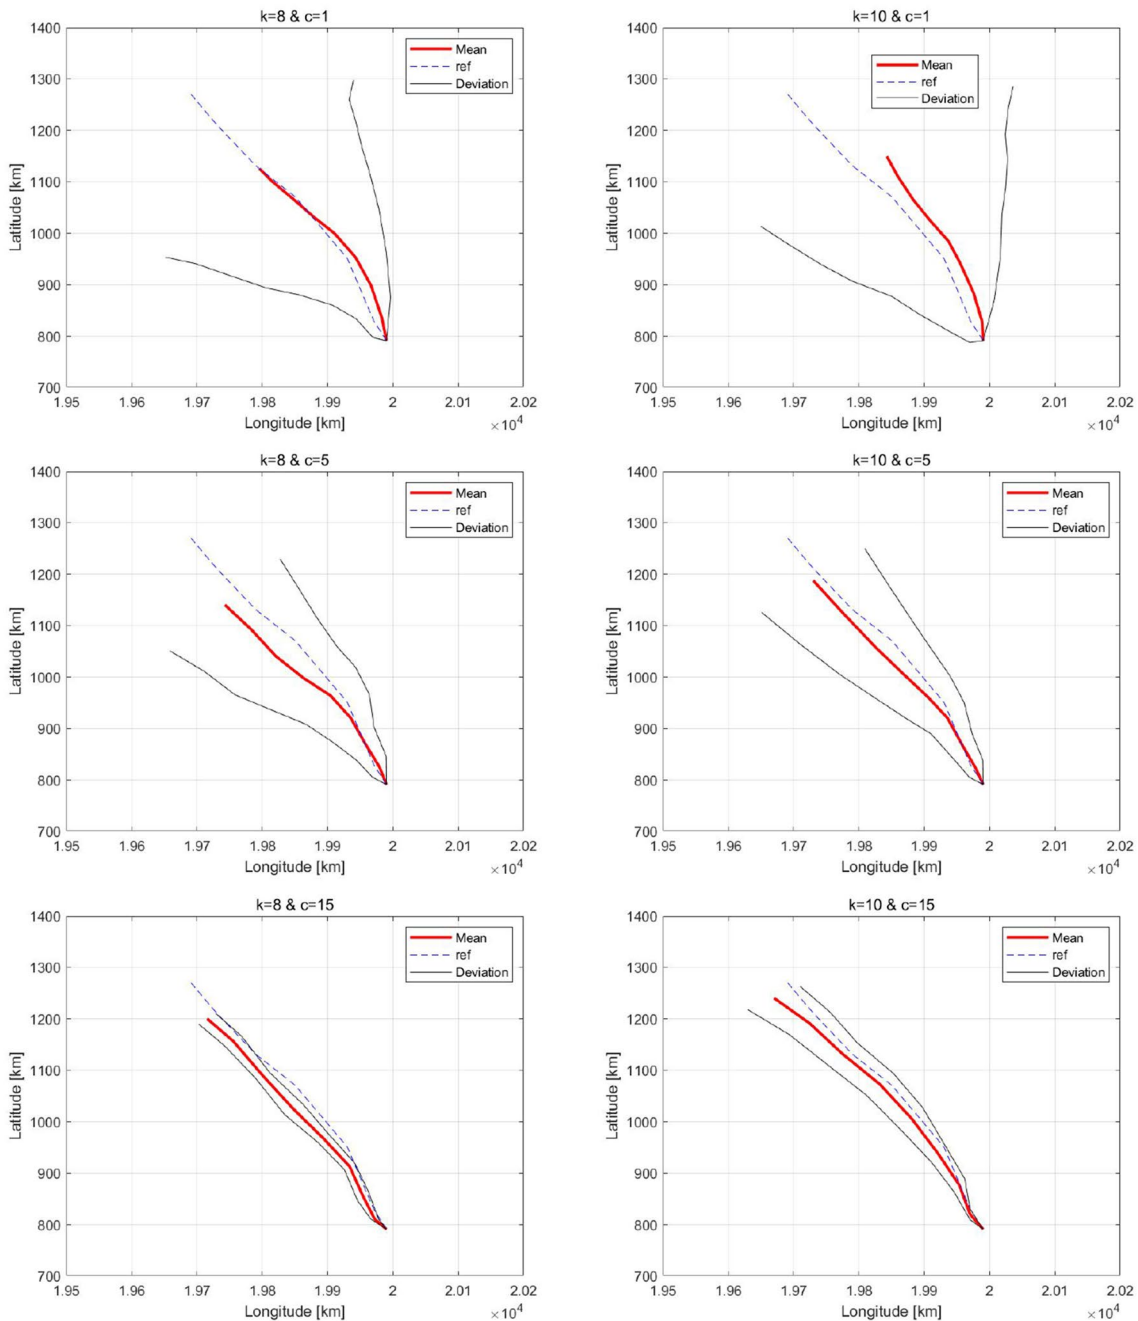 k=8 & c=1
1400
1300
1200
1100
1000
900
800
700
Latitude [km]
Mean
ref
Deviation
1.95 1.96 1.97 1.98 1.99 2 2.01 2.02
Longitude [km]
×10⁴
k=10 & c=1
1400
1300
1200
1100
1000
900
800
700
Latitude [km]
Mean
ref
Deviation
1.95 1.96 1.97 1.98 1.99 2 2.01 2.02
Longitude [km]
×10⁴
k=8 & c=5
1400
1300
1200
1100
1000
900
800
700
Latitude [km]
Mean
ref
Deviation
1.95 1.96 1.97 1.98 1.99 2 2.01 2.02
Longitude [km]
×10⁴
k=10 & c=5
1400
1300
1200
1100
1000
900
800
700
Latitude [km]
Mean
ref
Deviation
1.95 1.96 1.97 1.98 1.99 2 2.01 2.02
Longitude [km]
×10⁴
k=8 & c=15
1400
1300
1200
1100
1000
900
800
700
Latitude [km]
Mean
ref
Deviation
1.95 1.96 1.97 1.98 1.99 2 2.01 2.02
Longitude [km]
×10⁴
k=10 & c=15
1400
1300
1200
1100
1000
900
800
700
Latitude [km]
Mean
ref
Deviation
1.95 1.96 1.97 1.98 1.99 2 2.01 2.02
Longitude [km]
×10⁴